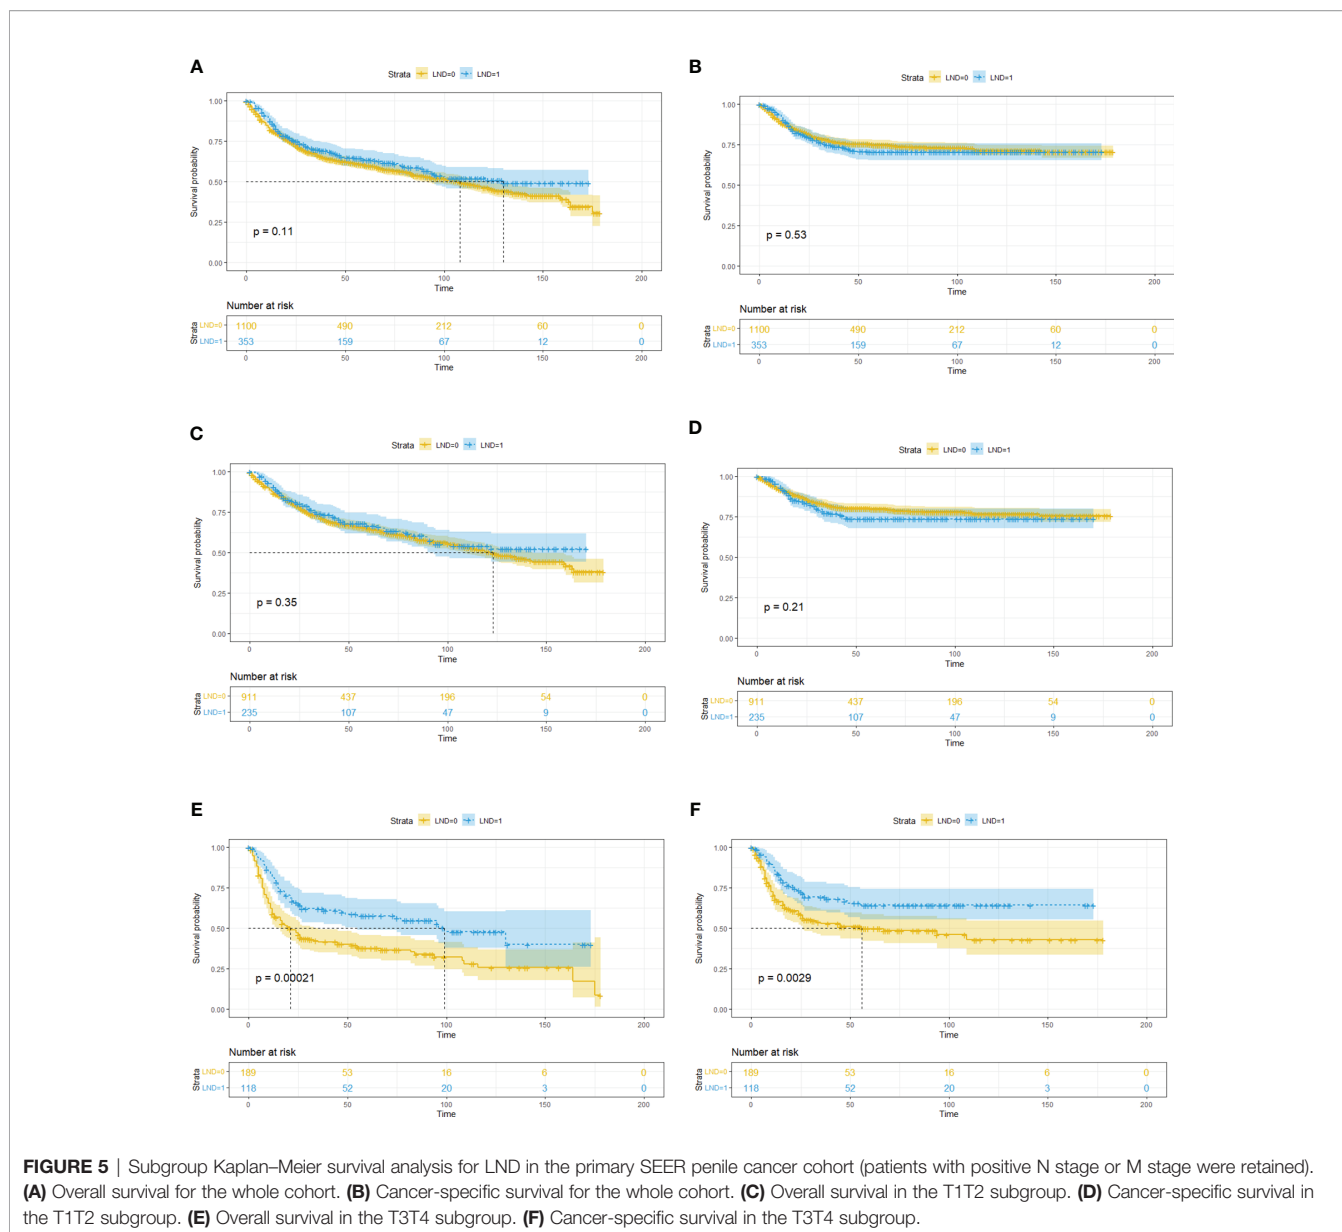 A
Strata LND=0 LND=1
1.00
0.75
0.50
0.25
0.00
Survival probability
p = 0.11
0 50 100 150 200
Time
Number at risk
Strata
LND=0 1100 490 212 60 0
LND=1 353 159 67 12 0
0 50 100 150 200
Time
B
Strata LND=0 LND=1
1.00
0.75
0.50
0.25
0.00
Survival probability
p = 0.53
0 50 100 150 200
Time
Number at risk
Strata
LND=0 1100 490 212 60 0
LND=1 353 159 67 12 0
0 50 100 150 200
Time
C
Strata LND=0 LND=1
1.00
0.75
0.50
0.25
0.00
Survival probability
p = 0.35
0 50 100 150 200
Time
Number at risk
Strata
LND=0 911 437 196 54 0
LND=1 235 107 47 9 0
0 50 100 150 200
Time
D
Strata LND=0 LND=1
1.00
0.75
0.50
0.25
0.00
Survival probability
p = 0.21
0 50 100 150 200
Time
Number at risk
Strata
LND=0 911 437 196 54 0
LND=1 235 107 47 9 0
0 50 100 150 200
Time
E
Strata LND=0 LND=1
1.00
0.75
0.50
0.25
0.00
Survival probability
p = 0.00021
0 50 100 150 200
Time
Number at risk
Strata
LND=0 189 53 16 6 0
LND=1 118 52 20 3 0
0 50 100 150 200
Time
F
Strata LND=0 LND=1
1.00
0.75
0.50
0.25
0.00
Survival probability
p = 0.0029
0 50 100 150 200
Time
Number at risk
Strata
LND=0 189 53 16 6 0
LND=1 118 52 20 3 0
0 50 100 150 200
Time
FIGURE 5 | Subgroup Kaplan–Meier survival analysis for LND in the primary SEER penile cancer cohort (patients with positive N stage or M stage were retained).
(A) Overall survival for the whole cohort. (B) Cancer-specific survival for the whole cohort. (C) Overall survival in the T1T2 subgroup. (D) Cancer-specific survival in
the T1T2 subgroup. (E) Overall survival in the T3T4 subgroup. (F) Cancer-specific survival in the T3T4 subgroup.